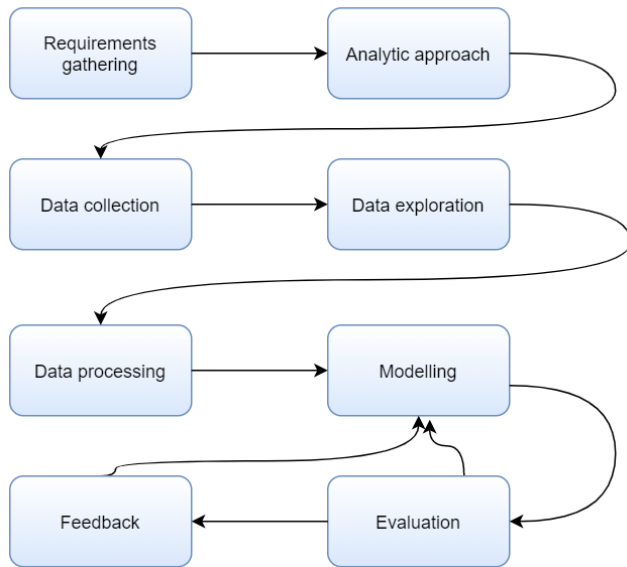 Requirements
gathering
Analytic approach
Data collection
Data exploration
Data processing
Modelling
Feedback
Evaluation